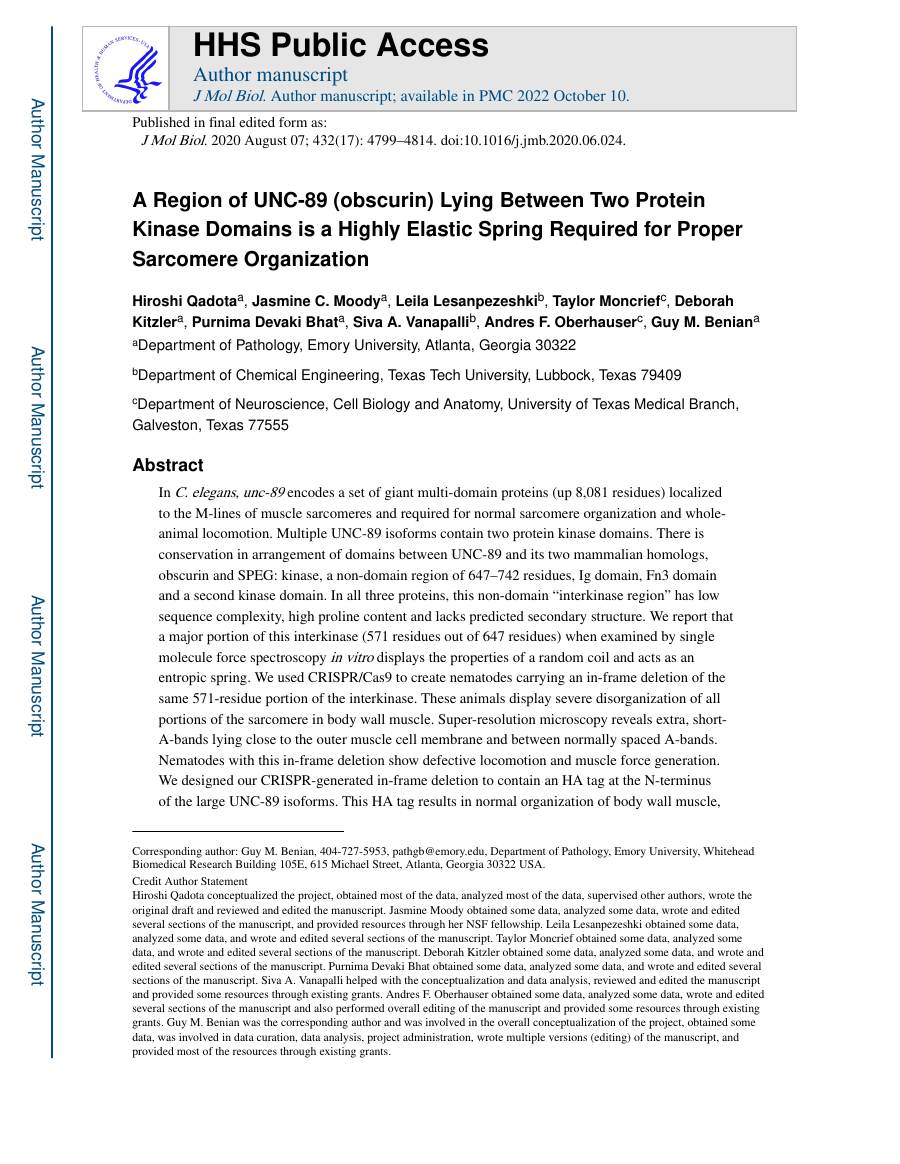 HHS Public Access
Author manuscript
J Mol Biol. Author manuscript; available in PMC 2022 October 10.
Published in final edited form as:
J Mol Biol. 2020 August 07; 432(17): 4799–4814. doi:10.1016/j.jmb.2020.06.024.
A Region of UNC-89 (obscurin) Lying Between Two Protein
Kinase Domains is a Highly Elastic Spring Required for Proper
Sarcomere Organization
Hiroshi Qadotaa, Jasmine C. Moodya, Leila Lesanpezeshkib, Taylor Moncriefc, Deborah
Kitzlera, Purnima Devaki Bhata, Siva A. Vanapallib, Andres F. Oberhauserc, Guy M. Beniana
aDepartment of Pathology, Emory University, Atlanta, Georgia 30322
bDepartment of Chemical Engineering, Texas Tech University, Lubbock, Texas 79409
cDepartment of Neuroscience, Cell Biology and Anatomy, University of Texas Medical Branch,
Galveston, Texas 77555
Abstract
In C. elegans, unc-89 encodes a set of giant multi-domain proteins (up 8,081 residues) localized
to the M-lines of muscle sarcomeres and required for normal sarcomere organization and whole-
animal locomotion. Multiple UNC-89 isoforms contain two protein kinase domains. There is
conservation in arrangement of domains between UNC-89 and its two mammalian homologs,
obscurin and SPEG: kinase, a non-domain region of 647–742 residues, Ig domain, Fn3 domain
and a second kinase domain. In all three proteins, this non-domain “interkinase region” has low
sequence complexity, high proline content and lacks predicted secondary structure. We report that
a major portion of this interkinase (571 residues out of 647 residues) when examined by single
molecule force spectroscopy in vitro displays the properties of a random coil and acts as an
entropic spring. We used CRISPR/Cas9 to create nematodes carrying an in-frame deletion of the
same 571-residue portion of the interkinase. These animals display severe disorganization of all
portions of the sarcomere in body wall muscle. Super-resolution microscopy reveals extra, short-
A-bands lying close to the outer muscle cell membrane and between normally spaced A-bands.
Nematodes with this in-frame deletion show defective locomotion and muscle force generation.
We designed our CRISPR-generated in-frame deletion to contain an HA tag at the N-terminus
of the large UNC-89 isoforms. This HA tag results in normal organization of body wall muscle,
Corresponding author: Guy M. Benian, 404-727-5953, pathgb@emory.edu, Department of Pathology, Emory University, Whitehead
Biomedical Research Building 105E, 615 Michael Street, Atlanta, Georgia 30322 USA.
Credit Author Statement
Hiroshi Qadota conceptualized the project, obtained most of the data, analyzed most of the data, supervised other authors, wrote the
original draft and reviewed and edited the manuscript. Jasmine Moody obtained some data, analyzed some data, wrote and edited
several sections of the manuscript, and provided resources through her NSF fellowship. Leila Lesanpezeshki obtained some data,
analyzed some data, and wrote and edited several sections of the manuscript. Taylor Moncrief obtained some data, analyzed some
data, and wrote and edited several sections of the manuscript. Deborah Kitzler obtained some data, analyzed some data, and wrote and
edited several sections of the manuscript. Purnima Devaki Bhat obtained some data, analyzed some data, and wrote and edited several
sections of the manuscript. Siva A. Vanapalli helped with the conceptualization and data analysis, reviewed and edited the manuscript
and provided some resources through existing grants. Andres F. Oberhauser obtained some data, analyzed some data, wrote and edited
several sections of the manuscript and also performed overall editing of the manuscript and provided some resources through existing
grants. Guy M. Benian was the corresponding author and was involved in the overall conceptualization of the project, obtained some
data, was involved in data curation, data analysis, project administration, wrote multiple versions (editing) of the manuscript, and
provided most of the resources through existing grants.
Author Manuscript
Author Manuscript
Author Manuscript
Author Manuscript
DEPARTMENT OF HEALTH & HUMAN SERVICES • USA